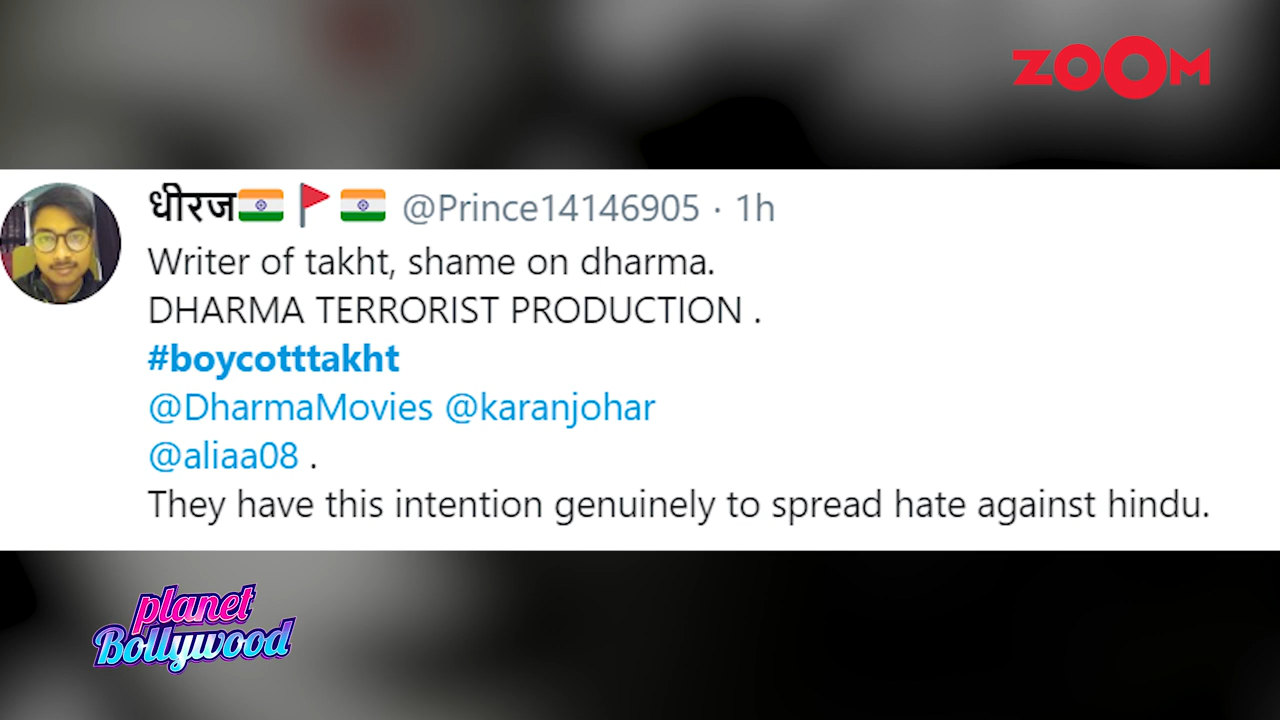 ZOOM
धीरज🇮🇳🚩🇮🇳 @Prince14146905 · 1h
Writer of takht, shame on dharma.
DHARMA TERRORIST PRODUCTION .
#boycotttakht
@DharmaMovies @karanjohar
@aliaa08 .
They have this intention genuinely to spread hate against hindu.
planet
Bollywood